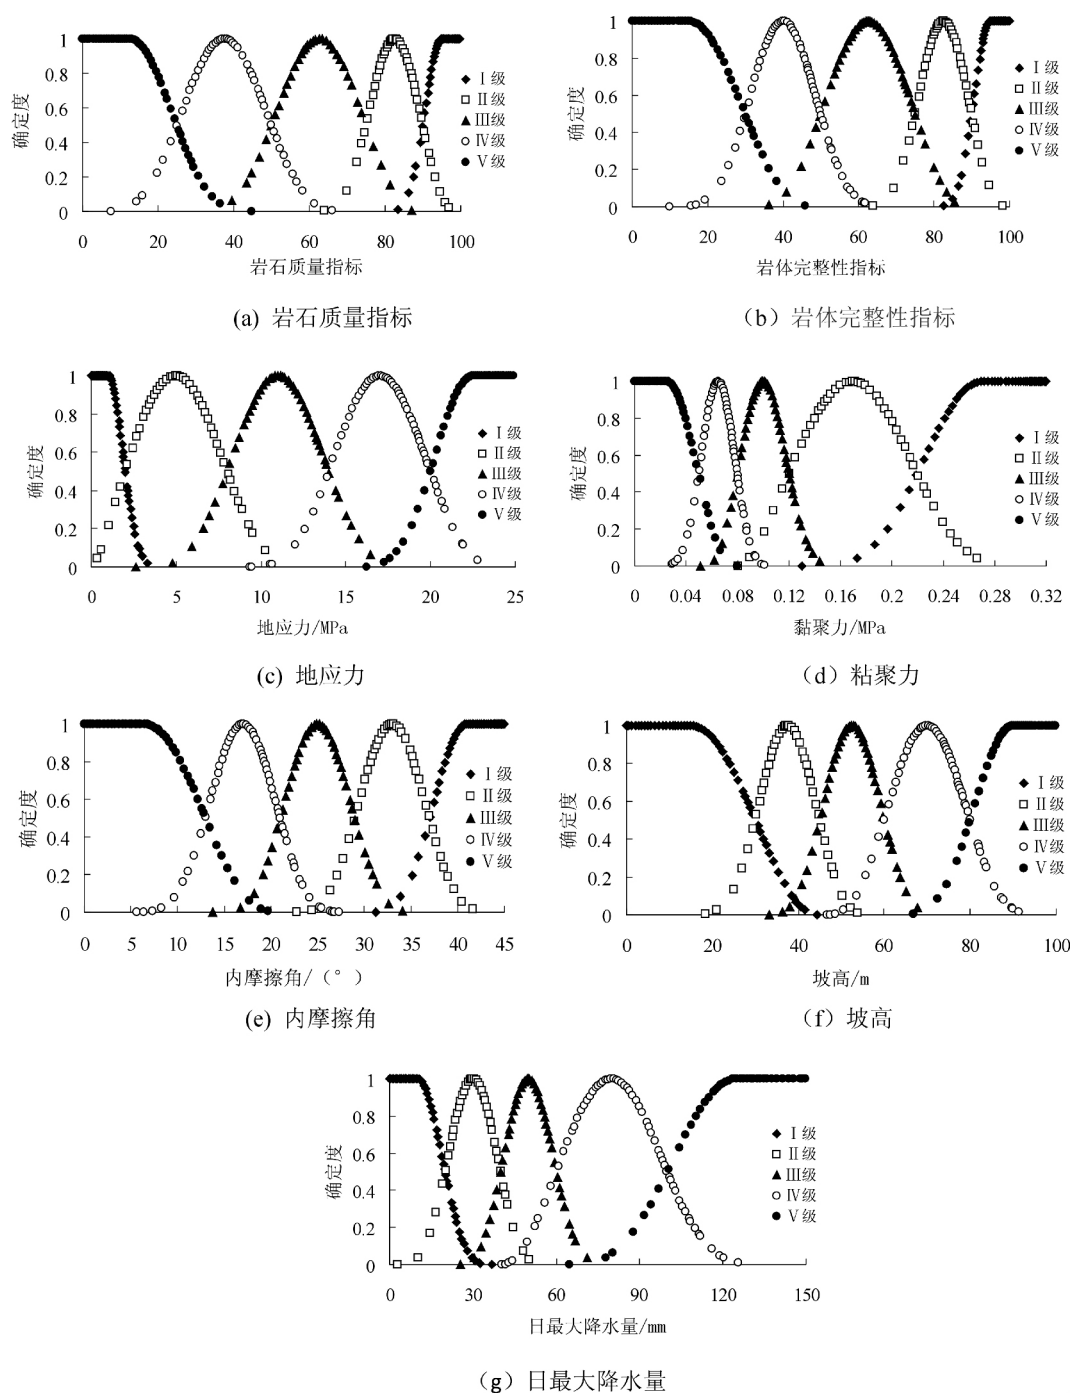 1
0.8
0.6
0.4
0.2
0
确定度
0 20 40 60 80 100
岩石质量指标
Ⅰ级
Ⅱ级
Ⅲ级
Ⅳ级
Ⅴ级
(a) 岩石质量指标
1
0.8
0.6
0.4
0.2
0
确定度
0 20 40 60 80 100
岩体完整性指标
Ⅰ级
Ⅱ级
Ⅲ级
Ⅳ级
Ⅴ级
（b）岩体完整性指标
1
0.8
0.6
0.4
0.2
0
确定度
0 5 10 15 20 25
地应力/MPa
Ⅰ级
Ⅱ级
Ⅲ级
Ⅳ级
Ⅴ级
(c) 地应力
1
0.8
0.6
0.4
0.2
0
确定度
0 0.04 0.08 0.12 0.16 0.2 0.24 0.28 0.32
黏聚力/MPa
Ⅰ级
Ⅱ级
Ⅲ级
Ⅳ级
Ⅴ级
（d）粘聚力
1
0.8
0.6
0.4
0.2
0
确定度
0 5 10 15 20 25 30 35 40 45
内摩擦角/（°）
Ⅰ级
Ⅱ级
Ⅲ级
Ⅳ级
Ⅴ级
(e) 内摩擦角
1
0.8
0.6
0.4
0.2
0
确定度
0 20 40 60 80 100
坡高/m
Ⅰ级
Ⅱ级
Ⅲ级
Ⅳ级
Ⅴ级
（f）坡高
1
0.8
0.6
0.4
0.2
0
确定度
0 30 60 90 120 150
日最大降水量/mm
Ⅰ级
Ⅱ级
Ⅲ级
Ⅳ级
Ⅴ级
（g）日最大降水量